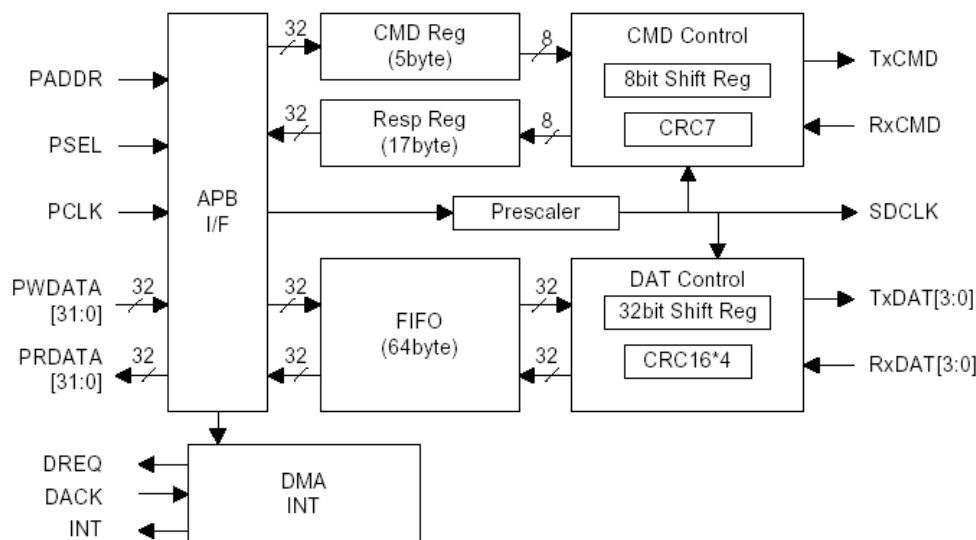 PADDR
PSEL
PCLK
PWDATA
[31:0]
32
PRDATA
[31:0]
32
APB
I/F
32
CMD Reg
(5byte)
8
32
Resp Reg
(17byte)
8
CMD Control
8bit Shift Reg
CRC7
TxCMD
RxCMD
Prescaler
SDCLK
32
32
FIFO
(64byte)
32
32
DAT Control
32bit Shift Reg
CRC16*4
TxDAT[3:0]
RxDAT[3:0]
DREQ
DACK
INT
DMA
INT